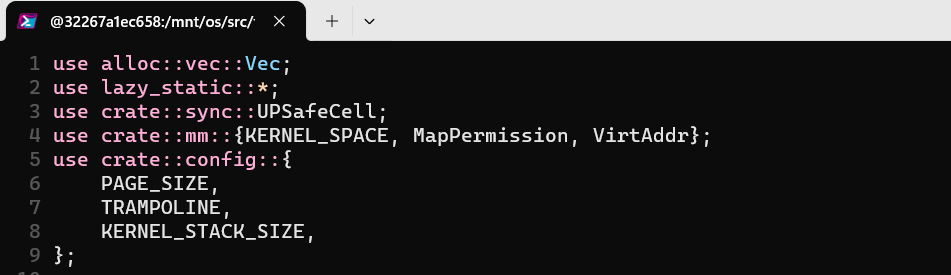 @32267a1ec658:/mnt/os/src/
1 use alloc::vec::Vec;
2 use lazy_static::*;
3 use crate::sync::UPSafeCell;
4 use crate::mm::{KERNEL_SPACE, MapPermission, VirtAddr};
5 use crate::config::{
6     PAGE_SIZE,
7     TRAMPOLINE,
8     KERNEL_STACK_SIZE,
9 };